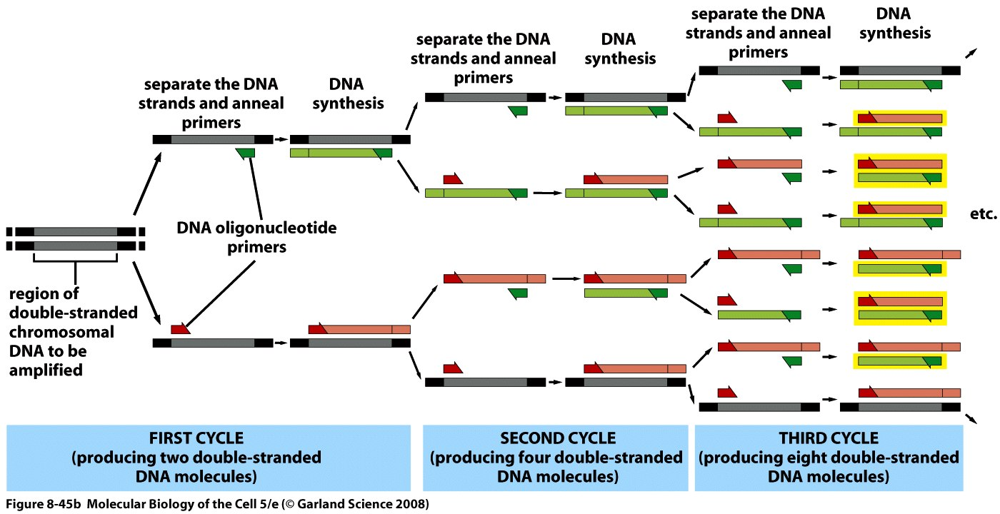 separate the DNA
strands and anneal
primers
DNA
synthesis
separate the DNA
strands and anneal
primers
DNA
synthesis
separate the DNA
strands and anneal
primers
DNA
synthesis
DNA oligonucleotide
primers
region of
double-stranded
chromosomal
DNA to be
amplified
etc.
FIRST CYCLE
(producing two double-stranded
DNA molecules)
SECOND CYCLE
(producing four double-stranded
DNA molecules)
THIRD CYCLE
(producing eight double-stranded
DNA molecules)
Figure 8-45b Molecular Biology of the Cell 5/e (© Garland Science 2008)